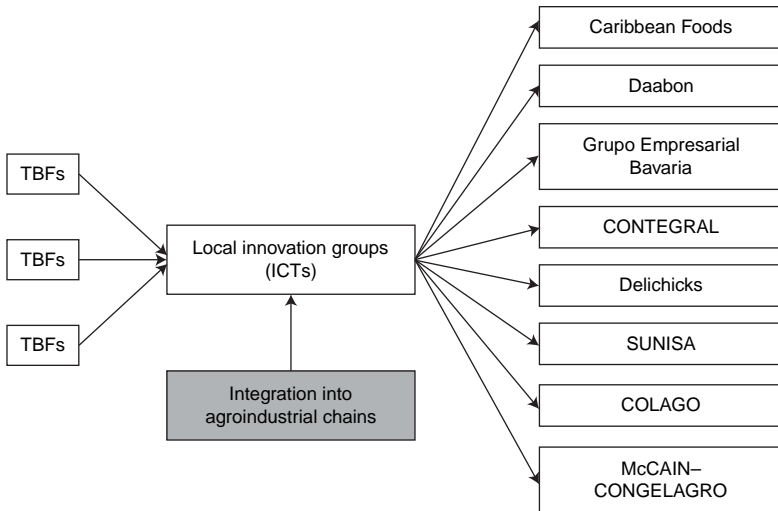 TBFs
TBFs
TBFs
Local innovation groups
(ICTs)
Integration into
agroindustrial chains
Caribbean Foods
Daabon
Grupo Empresarial
Bavaria
CONTEGRAL
Delichicks
SUNISA
COLAGO
McCAIN–
CONGELAGRO